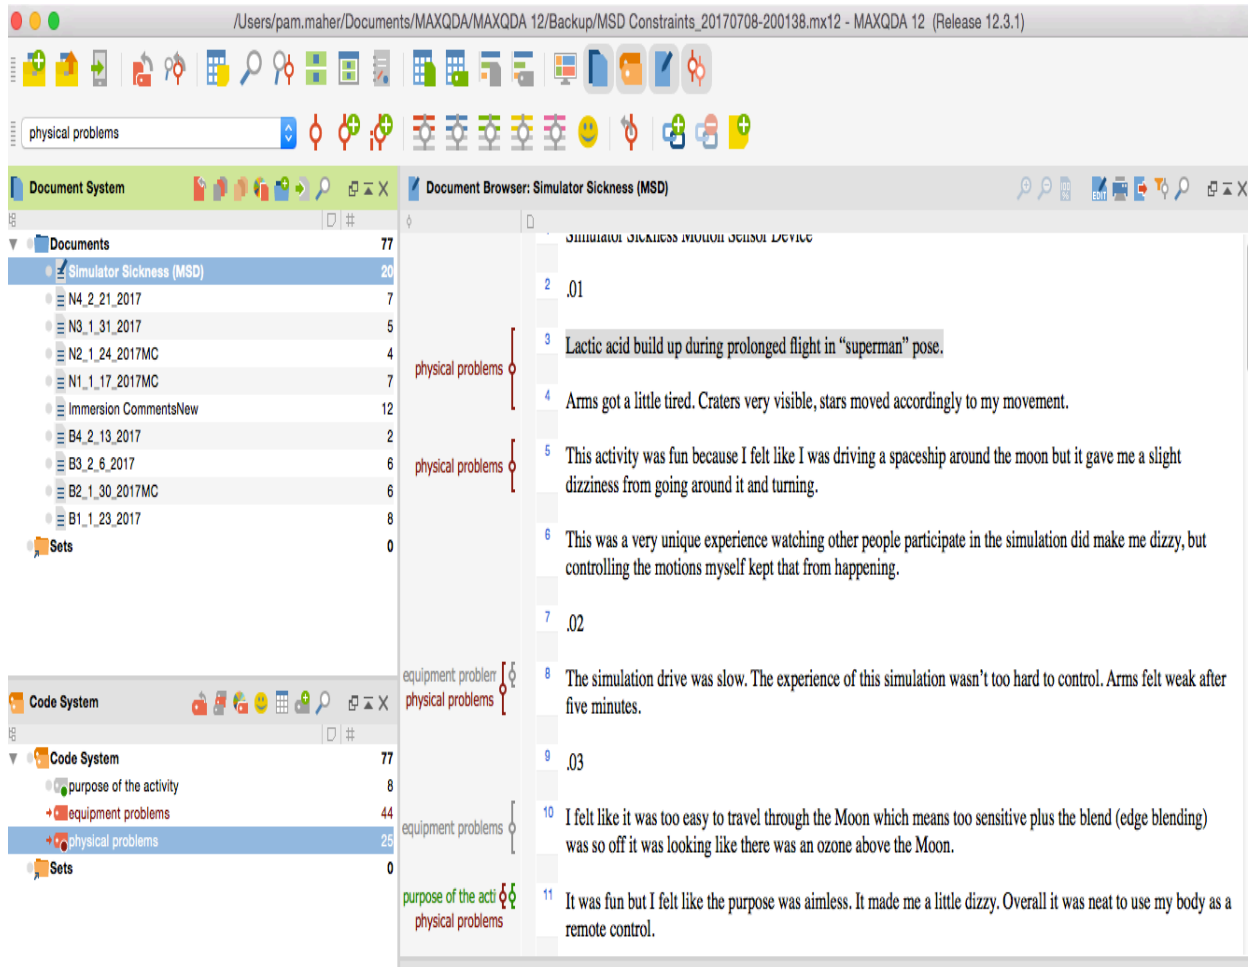 /Users/pam.maher/Documents/MAXQDA/MAXQDA 12/Backup/MSD Constraints_20170708-200138.mx12 - MAXQDA 12 (Release 12.3.1)
physical problems
Document System
#
Documents 77
Simulator Sickness (MSD) 20
N4_2_21_2017 7
N3_1_31_2017 5
N2_1_24_2017MC 4
N1_1_17_2017MC 7
Immersion CommentsNew 12
B4_2_13_2017 2
B3_2_6_2017 6
B2_1_30_2017MC 6
B1_1_23_2017 8
Sets 0
Code System
#
Code System 77
purpose of the activity 8
equipment problems 44
physical problems 25
Sets 0
Document Browser: Simulator Sickness (MSD)
EDIT
Simulator Sickness Motion Sensor Device
2 .01
physical problems
3 Lactic acid build up during prolonged flight in “superman” pose.
4 Arms got a little tired. Craters very visible, stars moved accordingly to my movement.
physical problems
5 This activity was fun because I felt like I was driving a spaceship around the moon but it gave me a slight
dizziness from going around it and turning.
6 This was a very unique experience watching other people participate in the simulation did make me dizzy, but
controlling the motions myself kept that from happening.
7 .02
equipment problem
physical problems
8 The simulation drive was slow. The experience of this simulation wasn’t too hard to control. Arms felt weak after
five minutes.
9 .03
equipment problems
10 I felt like it was too easy to travel through the Moon which means too sensitive plus the blend (edge blending)
was so off it was looking like there was an ozone above the Moon.
purpose of the acti
physical problems
11 It was fun but I felt like the purpose was aimless. It made me a little dizzy. Overall it was neat to use my body as a
remote control.